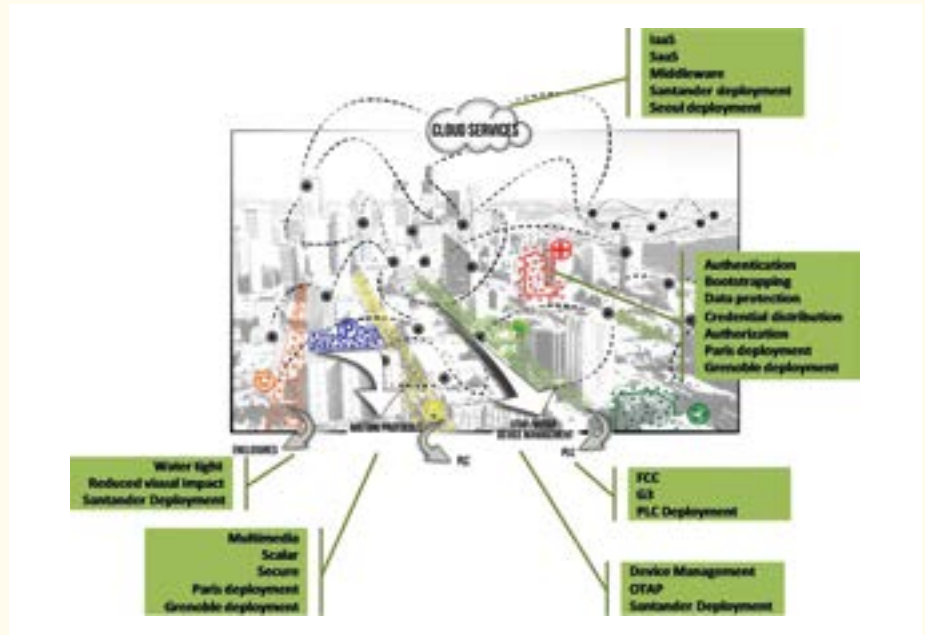 IaaS
SaaS
Middleware
Santander deployment
Seoul deployment
CLOUD SERVICES
Authentication
Bootstrapping
Data protection
Credential distribution
Authorization
Paris deployment
Grenoble deployment
ENCLOSURES
DEVICE MANAGEMENT
PLC
PLC
Water tight
Reduced visual impact
Santander Deployment
FCC
G3
PLC Deployment
Multimedia
Scalar
Secure
Paris deployment
Grenoble deployment
Device Management
OTAP
Santander Deployment